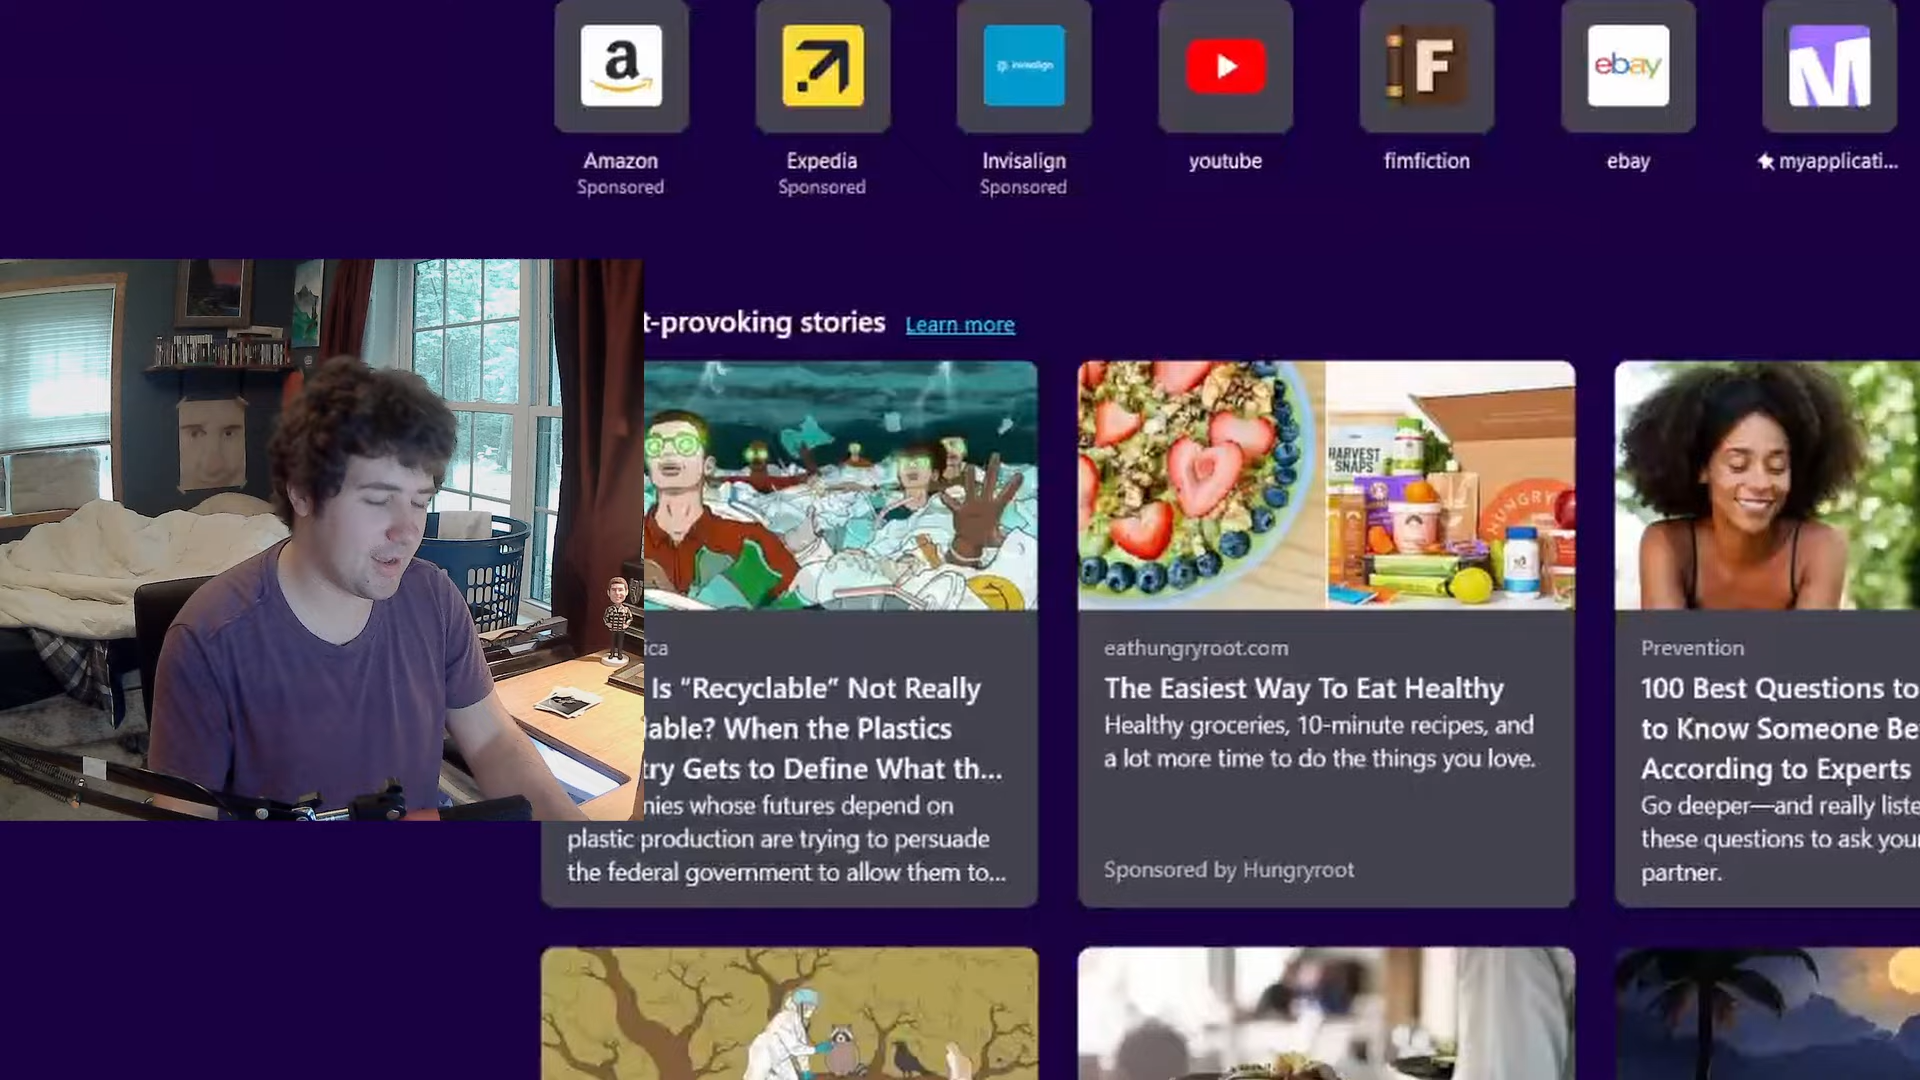 a
invisalign
F
ebay
M
Amazon
Sponsored
Expedia
Sponsored
Invisalign
Sponsored
youtube
fimfiction
ebay
myapplicati...
t-provoking stories
Learn more
HARVEST
SNAPS
HUNGRY
ica
Is “Recyclable” Not Really
lable? When the Plastics
try Gets to Define What th...
nies whose futures depend on
plastic production are trying to persuade
the federal government to allow them to...
eathungryroot.com
The Easiest Way To Eat Healthy
Healthy groceries, 10-minute recipes, and
a lot more time to do the things you love.
Sponsored by Hungryroot
Prevention
100 Best Questions to
to Know Someone Be
According to Experts
Go deeper—and really liste
these questions to ask your
partner.